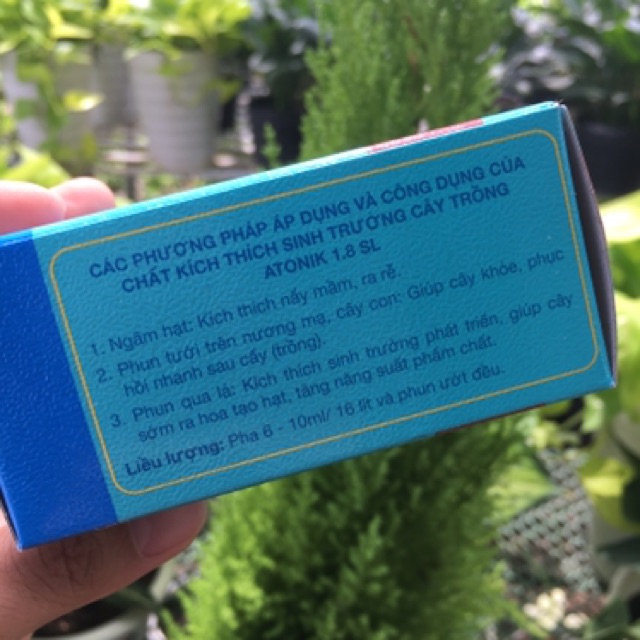 CÁC PHƯƠNG PHÁP ÁP DỤNG VÀ CÔNG DỤNG CỦA
CHẤT KÍCH THÍCH SINH TRƯỞNG CÂY TRỒNG
ATONIK 1.8 SL
1. Ngâm hạt: Kích thích nẩy mầm, ra rễ.
2. Phun tưới trên nương mạ, cây con: Giúp cây khỏe, phục
hồi nhánh sau cấy (trồng).
3. Phun qua lá: Kích thích sinh trưởng phát triển, giúp cây
sớm ra hoa tạo hạt, tăng năng suất phẩm chất.
Liều lượng: Pha 6 - 10ml/ 16 lít và phun ướt đều.